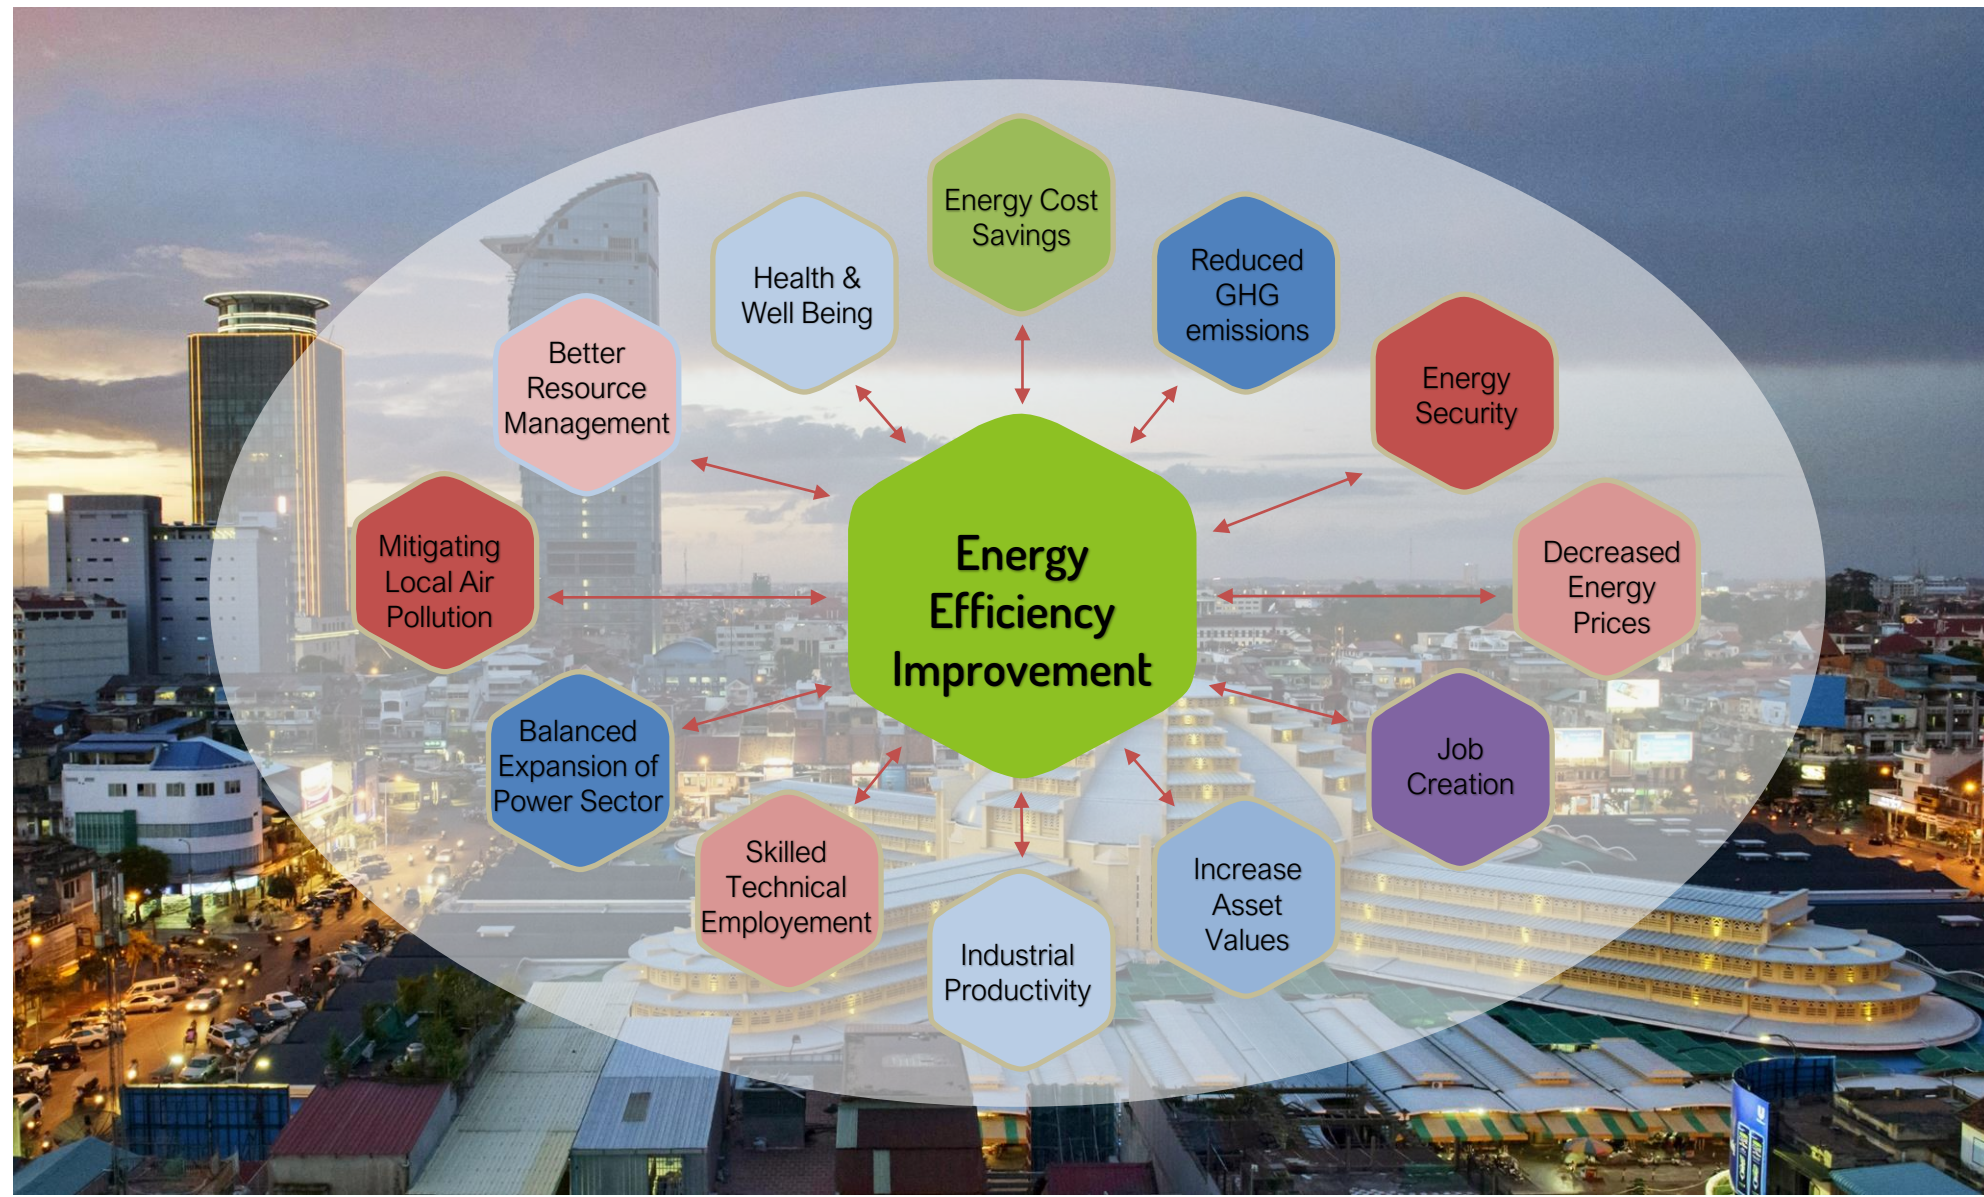 Energy Cost
Savings
Reduced
GHG
emissions
Energy
Security
Decreased
Energy
Prices
Job
Creation
Increase
Asset
Values
Industrial
Productivity
Skilled
Technical
Employement
Balanced
Expansion of
Power Sector
Mitigating
Local Air
Pollution
Better
Resource
Management
Health &
Well Being
Energy
Efficiency
Improvement